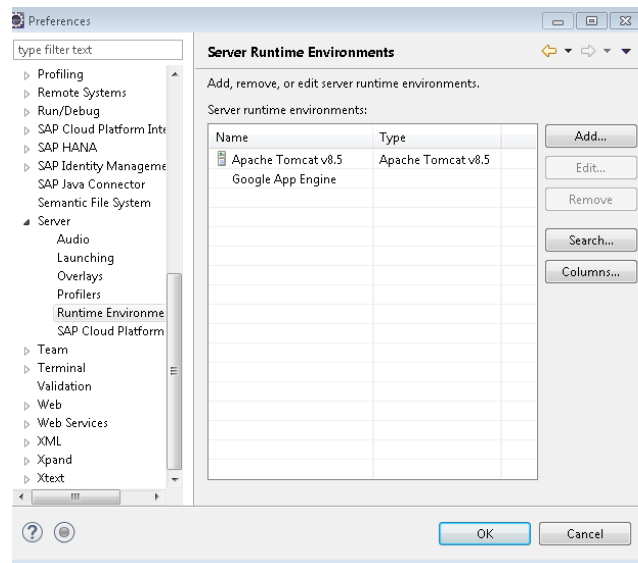 Preferences
type filter text
Profiling
Remote Systems
Run/Debug
SAP Cloud Platform Inte
SAP HANA
SAP Identity Manageme
SAP Java Connector
Semantic File System
Server
Audio
Launching
Overlays
Profilers
Runtime Environme
SAP Cloud Platform
Team
Terminal
Validation
Web
Web Services
XML
Xpand
Xtext
Server Runtime Environments
Add, remove, or edit server runtime environments.
Server runtime environments:
Name Type
Apache Tomcat v8.5 Apache Tomcat v8.5
Google App Engine
Add...
Edit...
Remove
Search...
Columns...
OK Cancel